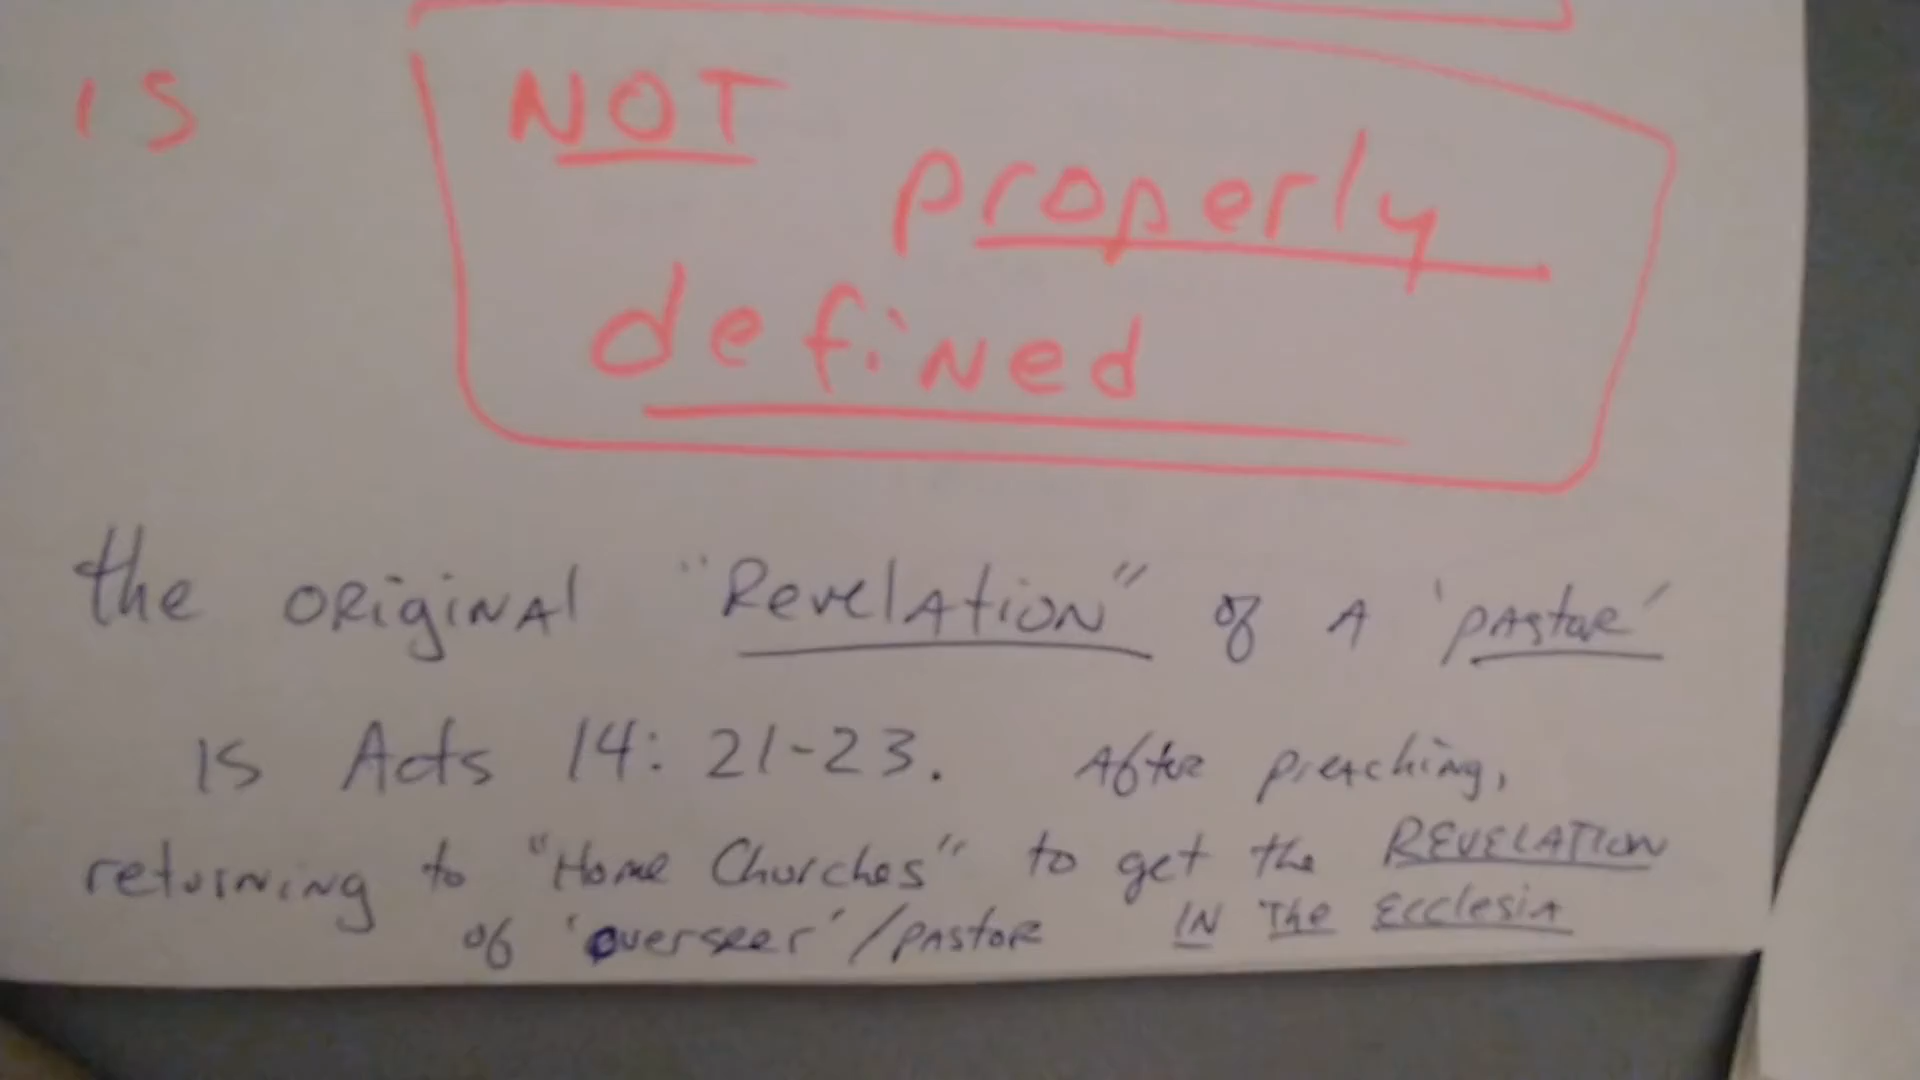 is
NOT
properly
defined
the original "Revelation" of A 'pastor'
is Acts 14: 21-23. After preaching,
returning to "Home Churches" to get the REVELATION
of 'overseer'/pastor IN The Ecclesia